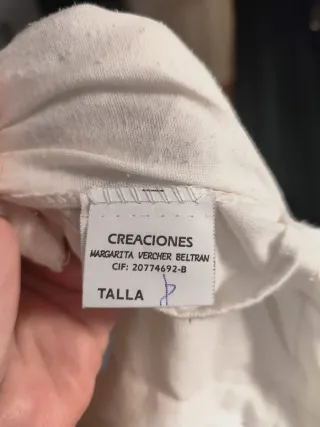 CREACIONES
MARGARITA VERCHER BELTRAN
CIF: 20774692-B
TALLA P